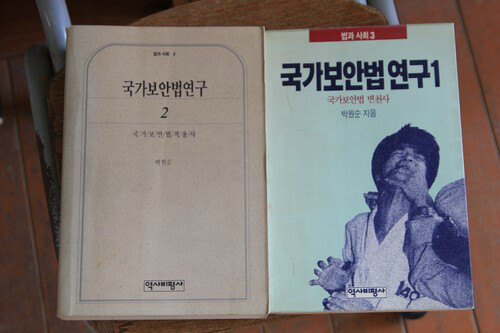 법과 사회 4
국가보안법연구
2
국/가/보/안/법/적/용/사
박원순
역사비평사
법과 사회 3
국가보안법 연구 1
국가보안법 변천사
박원순 지음
역사비평사